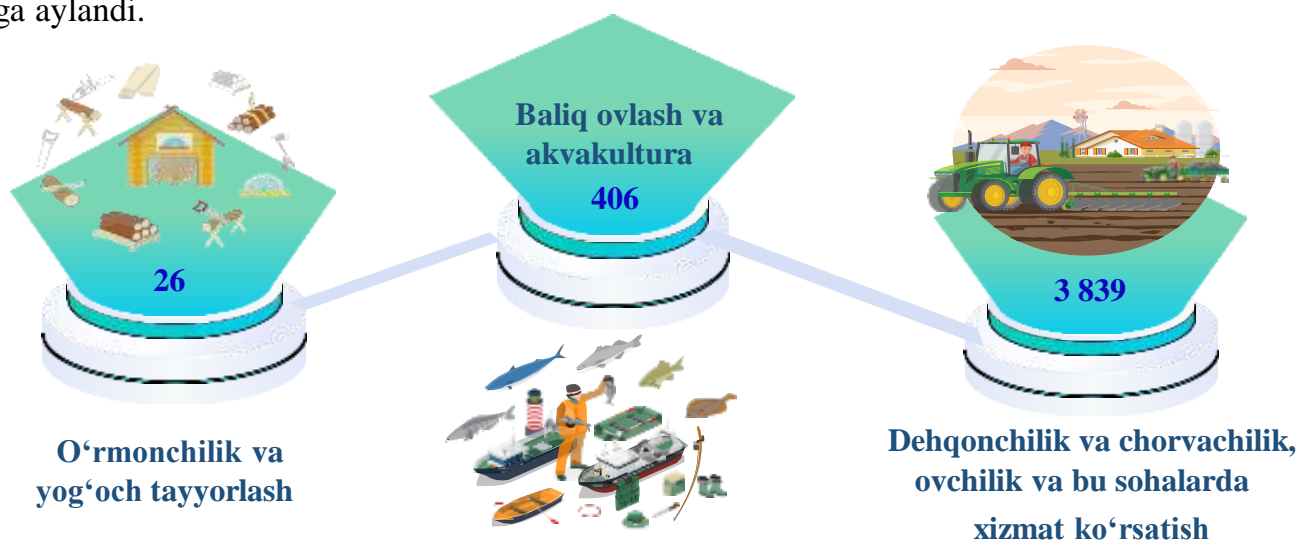 ga aylandi.
Baliq ovlash va
akvakultura
406
26
3 839
O‘rmonchilik va
yog‘och tayyorlash
Dehqonchilik va chorvachilik,
ovchilik va bu sohalarda
xizmat ko‘rsatish